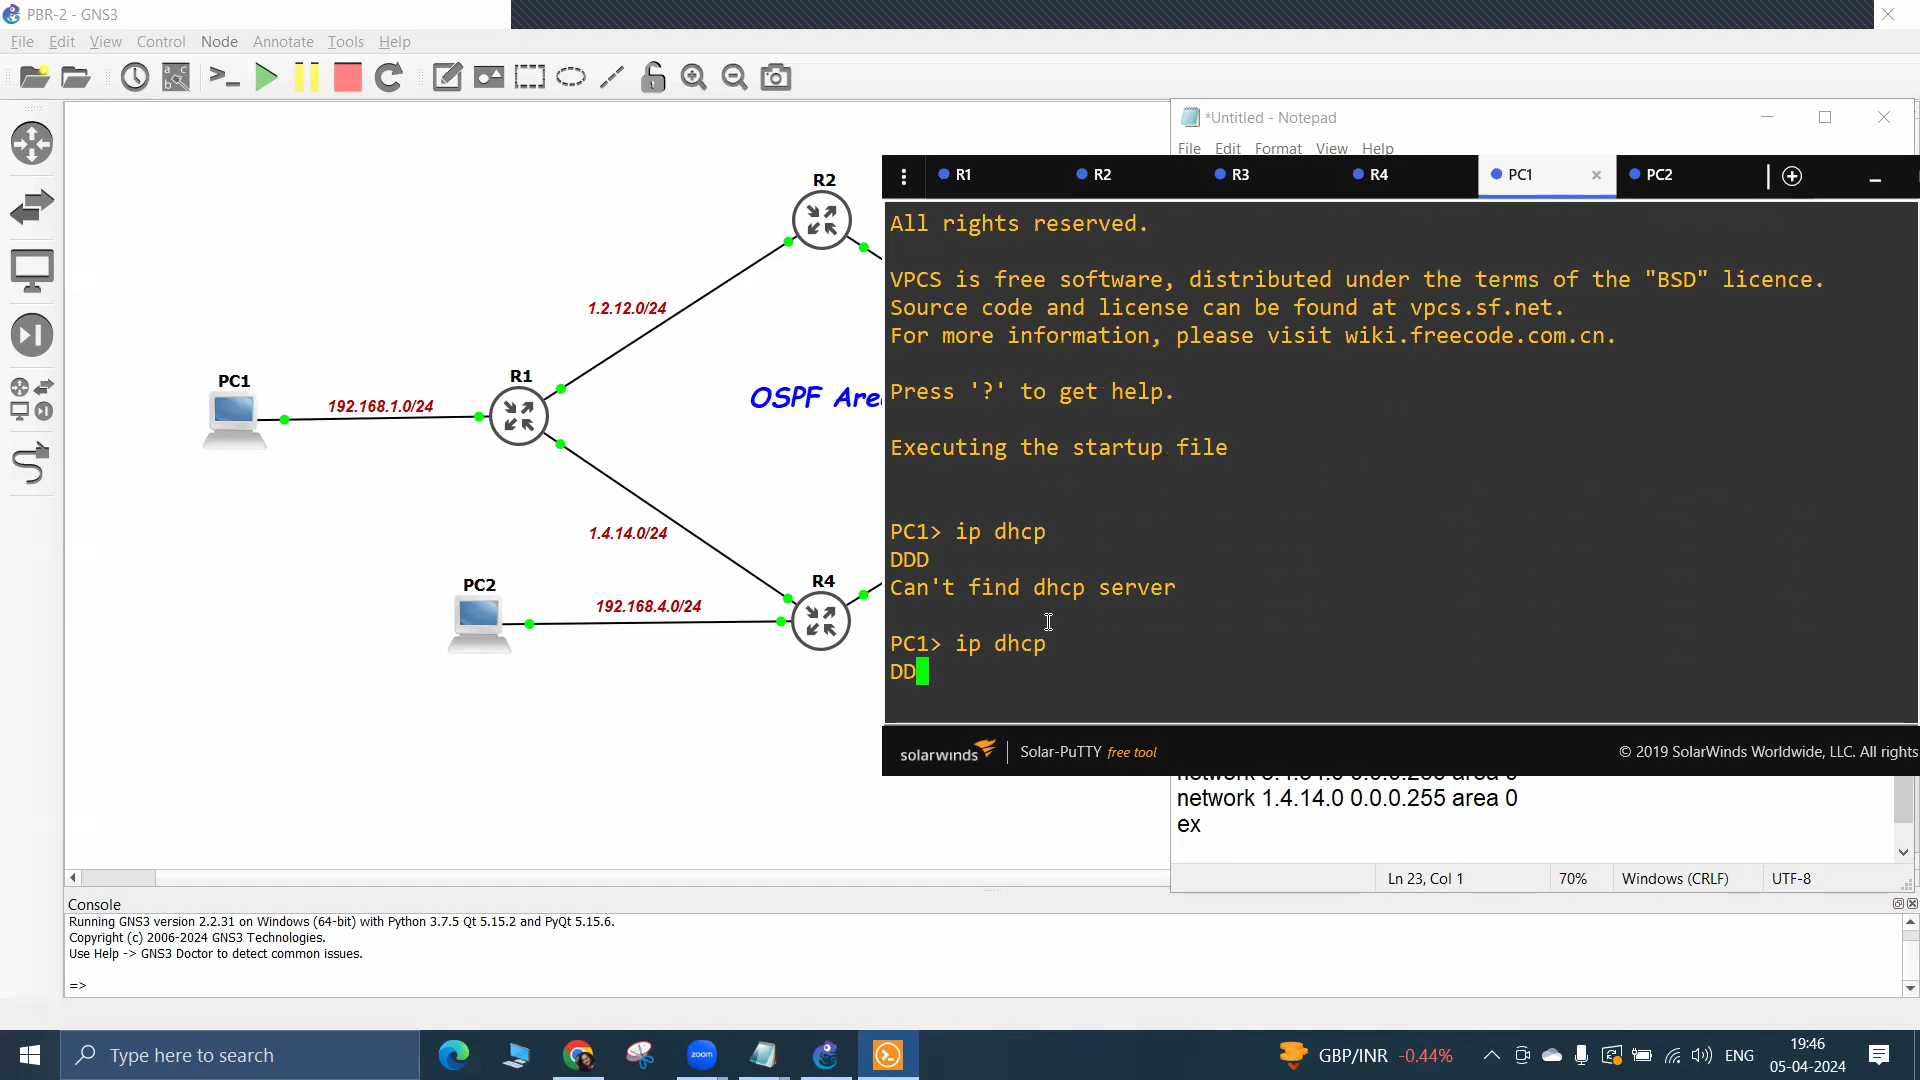 PBR-2 - GNS3
File Edit View Control Node Annotate Tools Help
*Untitled - Notepad
File Edit Format View Help
R1 R2 R3 R4 PC1 PC2
All rights reserved.
VPCS is free software, distributed under the terms of the "BSD" licence.
Source code and license can be found at vpcs.sf.net.
For more information, please visit wiki.freecode.com.cn.
Press '?' to get help.
Executing the startup file
PC1> ip dhcp
DDD
Can't find dhcp server
PC1> ip dhcp
DD
solarwinds Solar-PuTTY free tool
© 2019 SolarWinds Worldwide, LLC. All rights
R2
1.2.12.0/24
PC1
192.168.1.0/24
R1
OSPF Are
1.4.14.0/24
PC2
192.168.4.0/24
R4
network 1.4.14.0 0.0.0.255 area 0
ex
Ln 23, Col 1 70% Windows (CRLF) UTF-8
Console
Running GNS3 version 2.2.31 on Windows (64-bit) with Python 3.7.5 Qt 5.15.2 and PyQt 5.15.6.
Copyright (c) 2006-2024 GNS3 Technologies.
Use Help -> GNS3 Doctor to detect common issues.
=>
Type here to search
zoom
GBP/INR -0.44%
ENG
19:46
05-04-2024